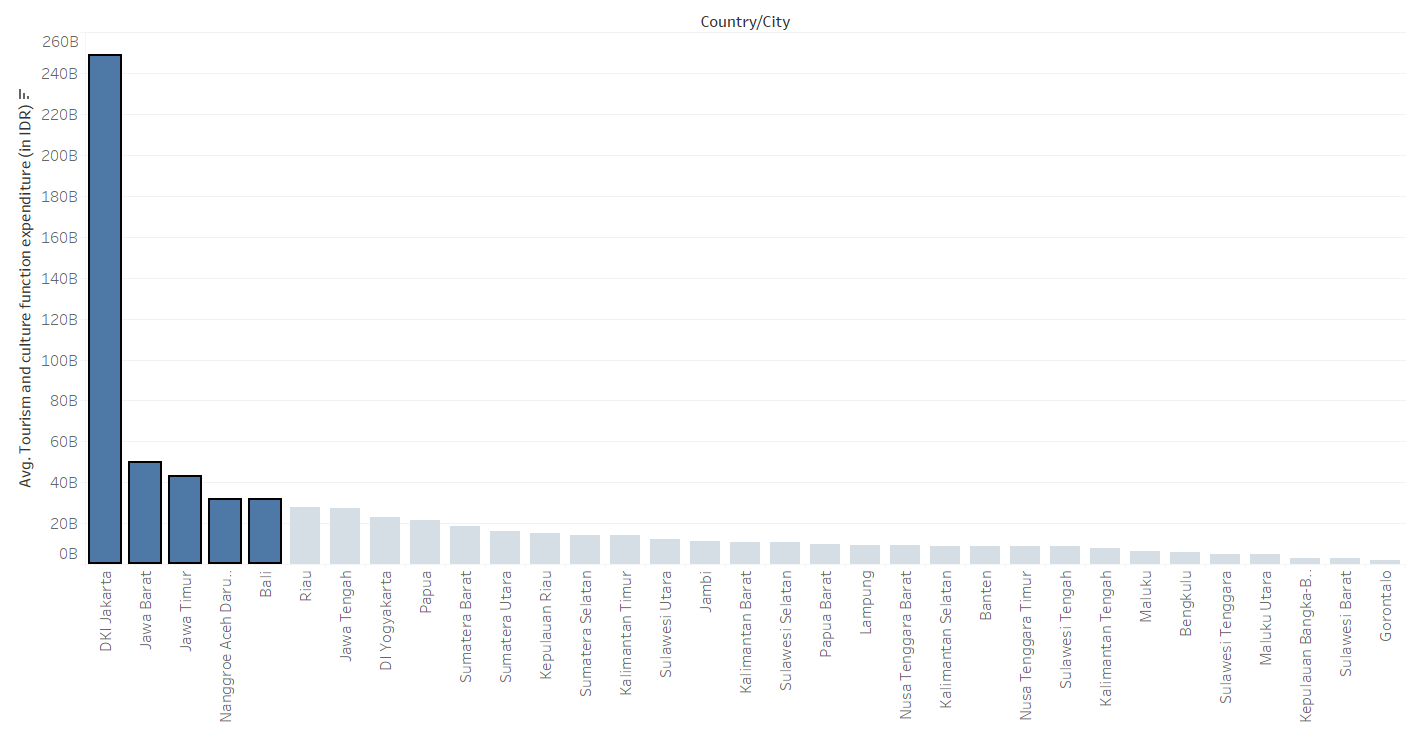 Country/City
Avg. Tourism and culture function expenditure (in IDR)
260B
240B
220B
200B
180B
160B
140B
120B
100B
80B
60B
40B
20B
0B
DKI Jakarta
Jawa Barat
Jawa Timur
Nanggroe Aceh Daru..
Bali
Riau
Jawa Tengah
DI Yogyakarta
Papua
Sumatera Barat
Sumatera Utara
Kepulauan Riau
Sumatera Selatan
Kalimantan Timur
Sulawesi Utara
Jambi
Kalimantan Barat
Sulawesi Selatan
Papua Barat
Lampung
Nusa Tenggara Barat
Kalimantan Selatan
Banten
Nusa Tenggara Timur
Sulawesi Tengah
Kalimantan Tengah
Maluku
Bengkulu
Sulawesi Tenggara
Maluku Utara
Kepulauan Bangka-B..
Sulawesi Barat
Gorontalo